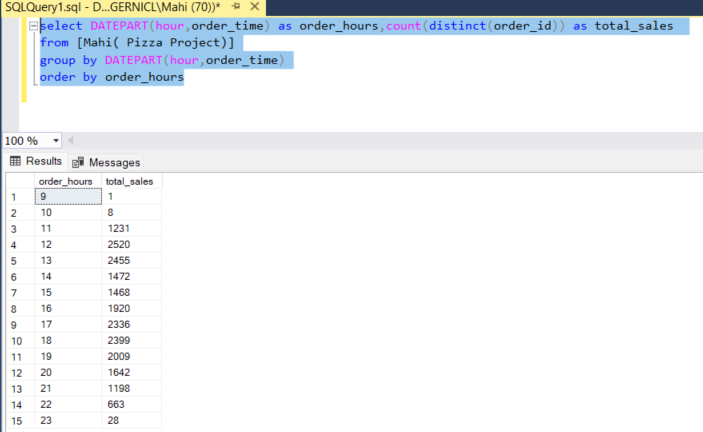 SQLQuery1.sql - D...GERNICL\Mahi (70))*
select DATEPART(hour,order_time) as order_hours,count(distinct(order_id)) as total_sales
from [Mahi( Pizza Project)]
group by DATEPART(hour,order_time)
order by order_hours
100 %
Results Messages
order_hours total_sales
1 9 1
2 10 8
3 11 1231
4 12 2520
5 13 2455
6 14 1472
7 15 1468
8 16 1920
9 17 2336
10 18 2399
11 19 2009
12 20 1642
13 21 1198
14 22 663
15 23 28